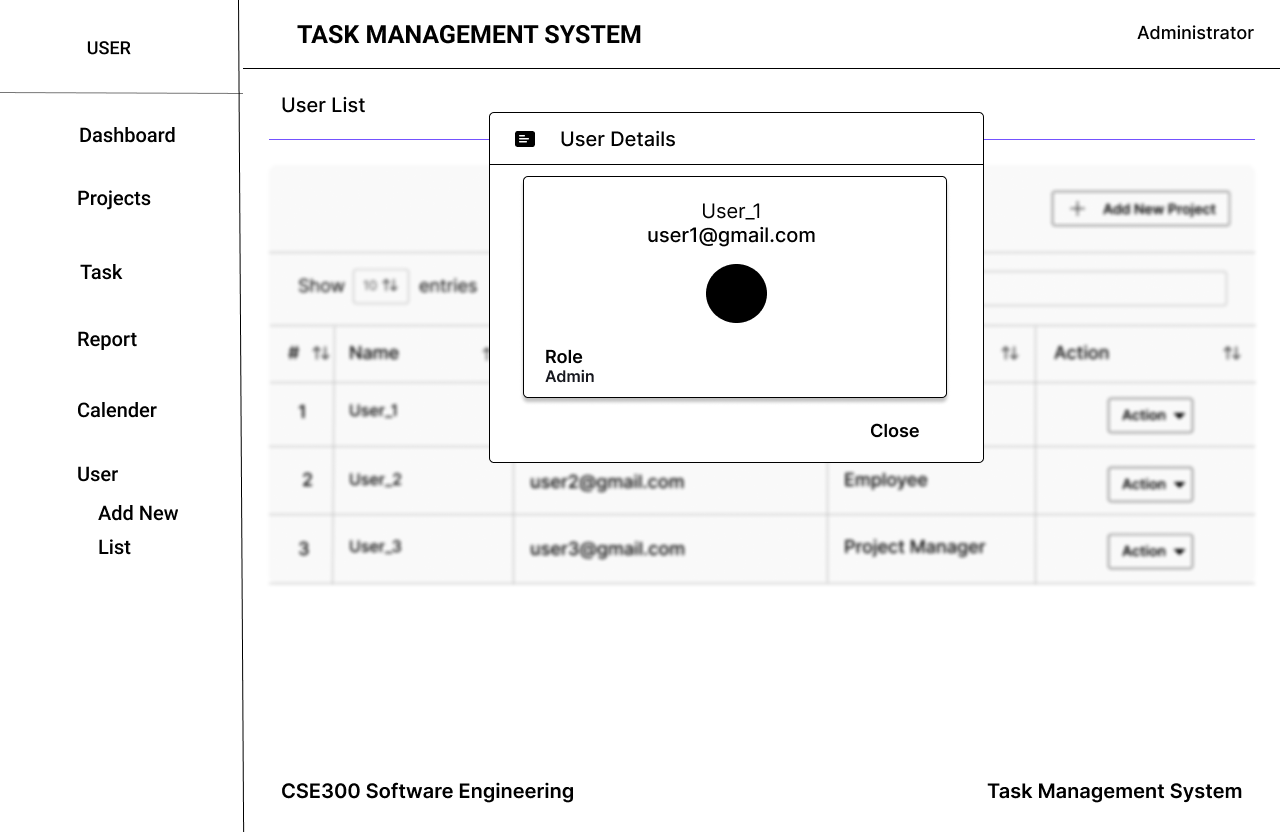 USER
TASK MANAGEMENT SYSTEM
Administrator
Dashboard
Projects
Task
Report
Calender
User
Add New
List
User List
User Details
User_1
user1@gmail.com
Role
Admin
Close
Add New Project
Show 10 entries
# Name Action
1 User_1 Action
2 User_2 user2@gmail.com Employee Action
3 User_3 user3@gmail.com Project Manager Action
CSE300 Software Engineering
Task Management System